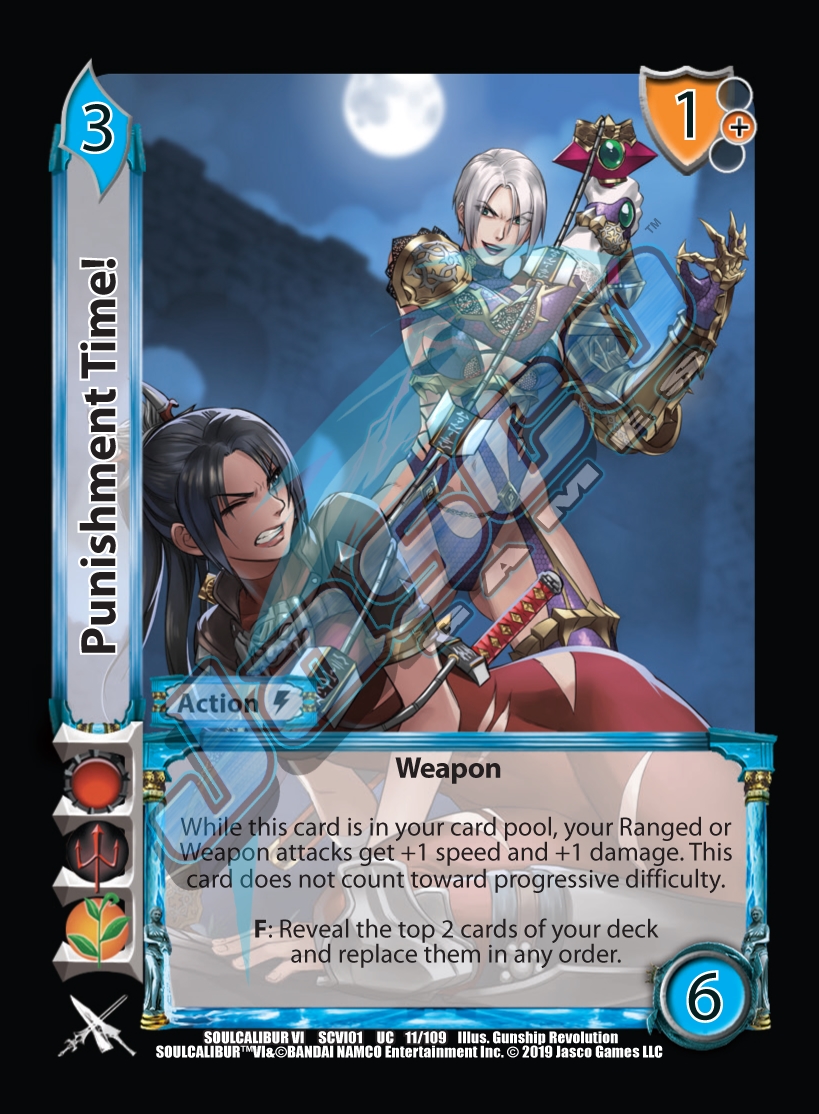 3
1
+
TM
Punishment Time!
JASCO
GAMES
Action
Weapon
While this card is in your card pool, your Ranged or
Weapon attacks get +1 speed and +1 damage. This
card does not count toward progressive difficulty.
F: Reveal the top 2 cards of your deck
and replace them in any order.
6
SOULCALIBUR VI SCVI01 UC 11/109 Illus. Gunship Revolution
SOULCALIBUR™VI&©BANDAI NAMCO Entertainment Inc. © 2019 Jasco Games LLC